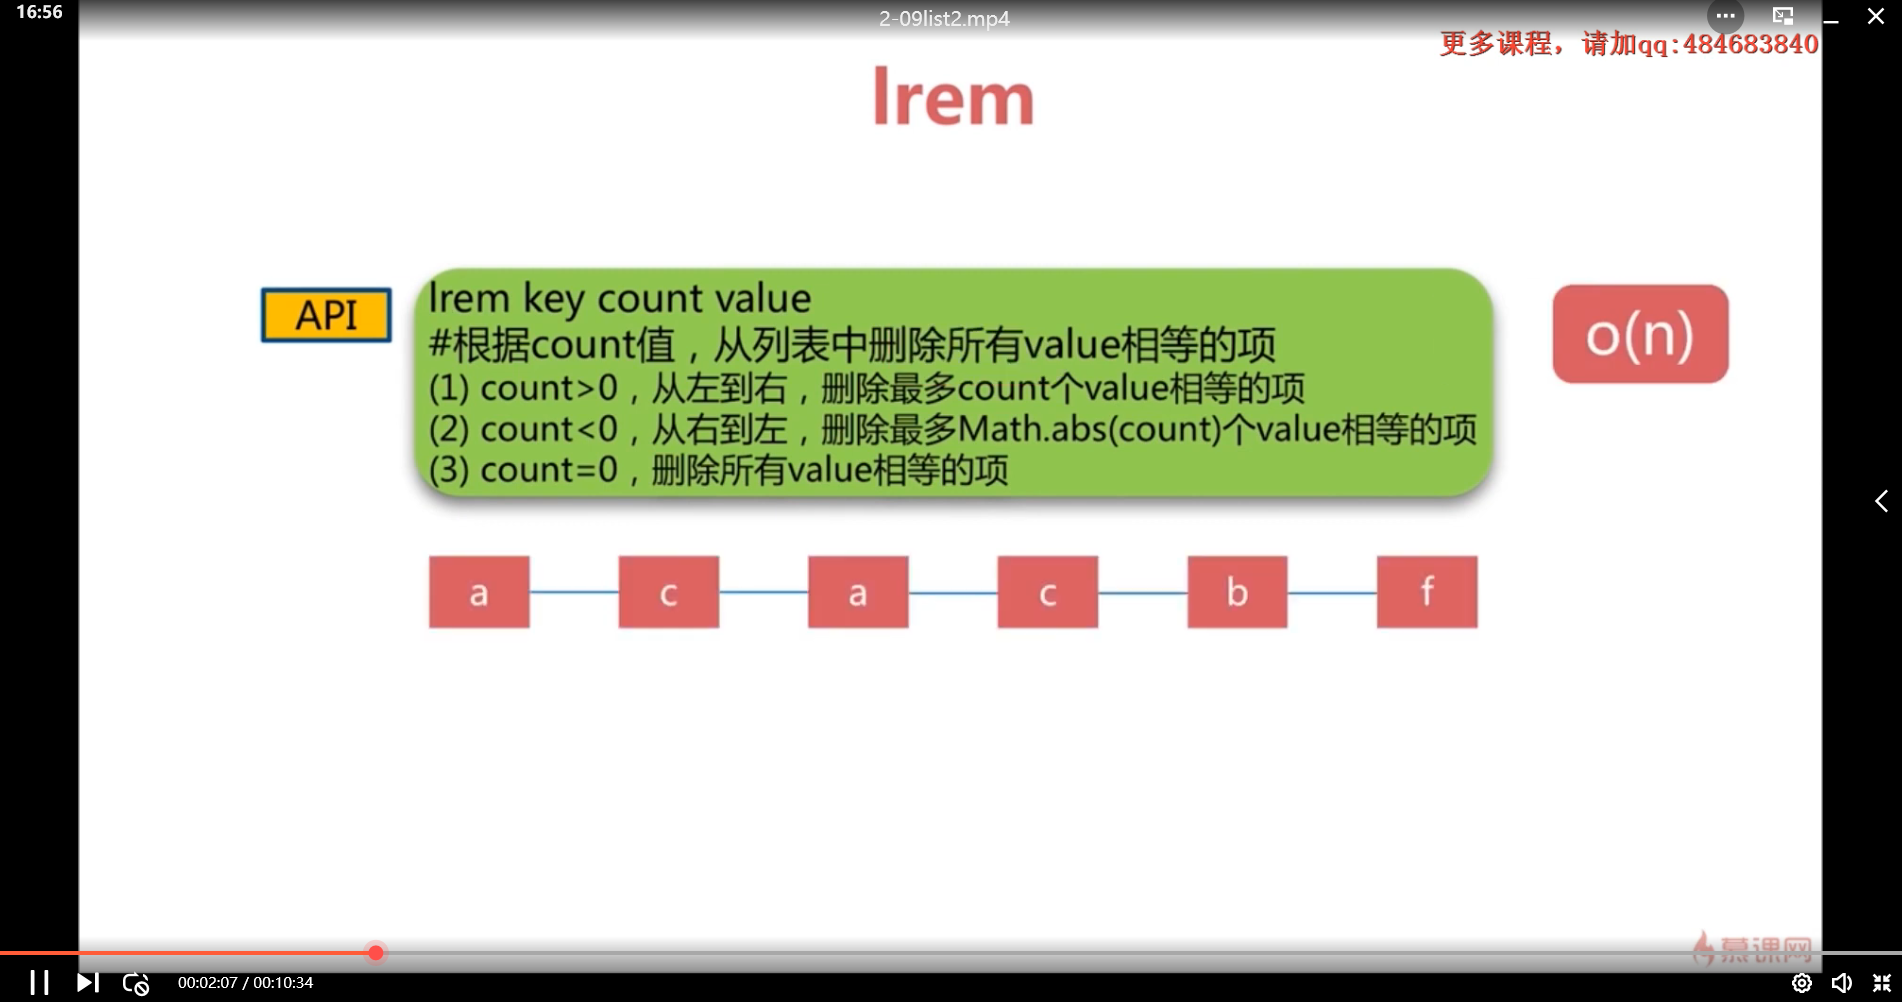 16:56
2-09list2.mp4
更多课程，请加qq:484683840
lrem
API
lrem key count value
#根据count值，从列表中删除所有value相等的项
(1) count>0，从左到右，删除最多count个value相等的项
(2) count<0，从右到左，删除最多Math.abs(count)个value相等的项
(3) count=0，删除所有value相等的项
o(n)
a c a c b f
慕课网
00:02:07 / 00:10:34